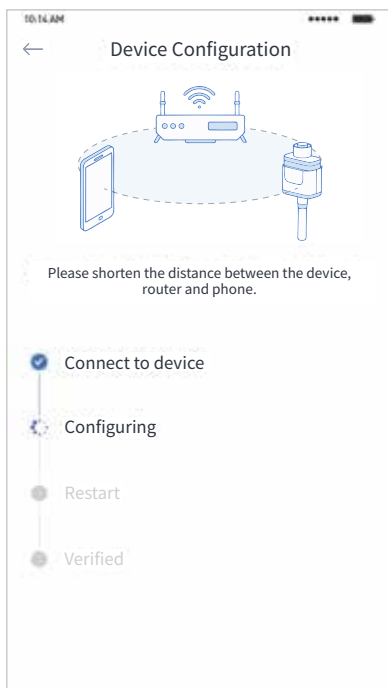 10:14 AM
Device Configuration
Please shorten the distance between the device,
router and phone.
Connect to device
Configuring
Restart
Verified